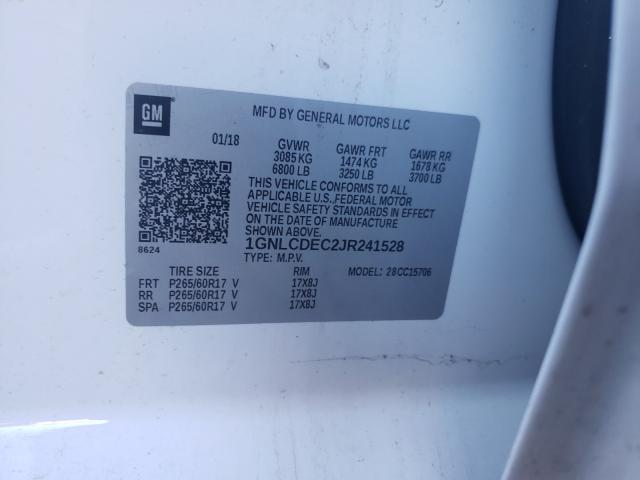 GM
MFD BY GENERAL MOTORS LLC
01/18 GVWR GAWR FRT GAWR RR
3085 KG 1474 KG 1678 KG
6800 LB 3250 LB 3700 LB
THIS VEHICLE CONFORMS TO ALL
APPLICABLE U.S. FEDERAL MOTOR
VEHICLE SAFETY STANDARDS IN EFFECT
ON THE DATE OF MANUFACTURE
SHOWN ABOVE.
8624 1GNLCDEC2JR241528
TYPE: M.P.V. MODEL: 28CC15706
TIRE SIZE RIM
FRT P265/60R17 V 17X8J
RR P265/60R17 V 17X8J
SPA P265/60R17 V 17X8J